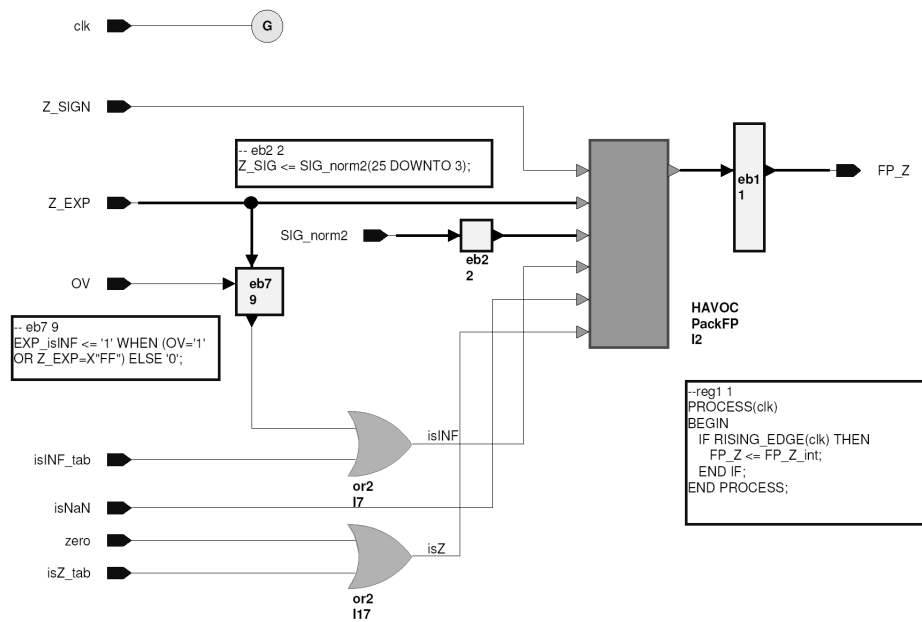 clk
G
Z_SIGN
-- eb2 2
Z_SIG <= SIG_norm2(25 DOWNTO 3);
Z_EXP
SIG_norm2
eb2
2
eb1
1
FP_Z
OV
eb7
9
-- eb7 9
EXP_isINF <= '1' WHEN (OV='1'
OR Z_EXP=X"FF") ELSE '0';
HAVOC
PackFP
I2
--reg1 1
PROCESS(clk)
BEGIN
IF RISING_EDGE(clk) THEN
FP_Z <= FP_Z_int;
END IF;
END PROCESS;
isINF_tab
isINF
or2
I7
isNaN
zero
isZ_tab
isZ
or2
I17